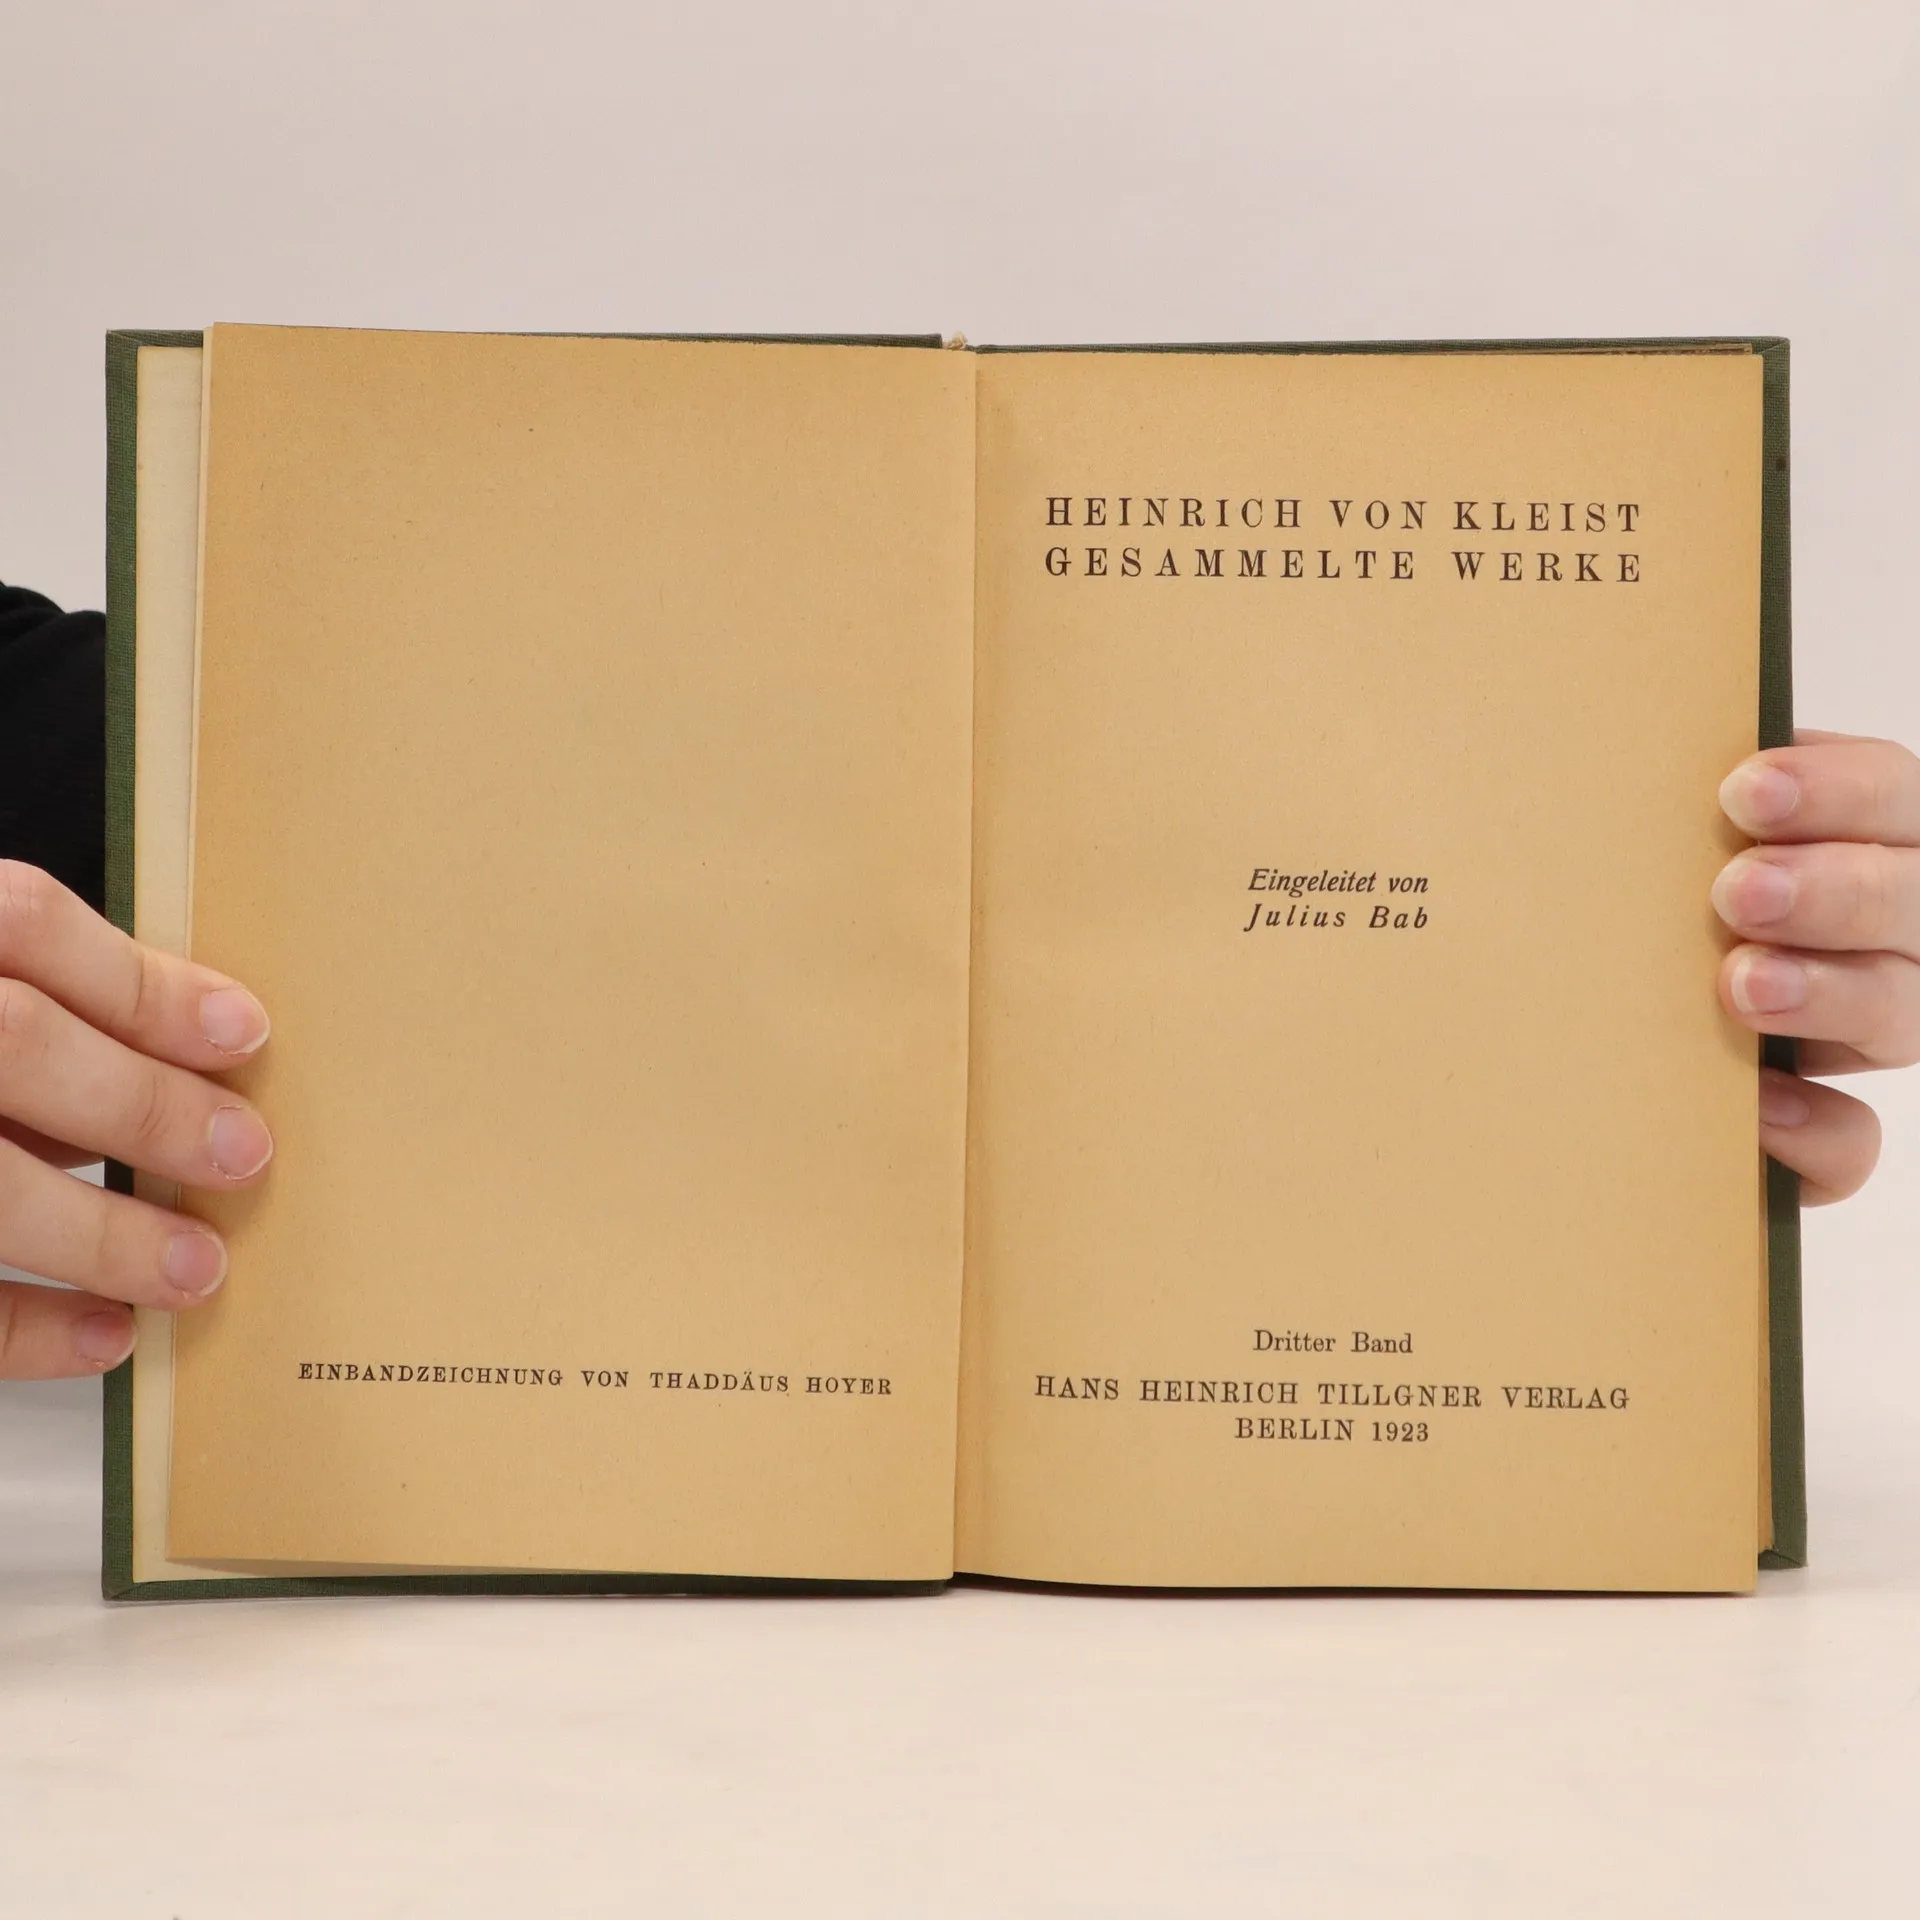 EINBANDZEICHNUNG VON THADDÄUS HOYER
HEINRICH VON KLEIST
GESAMMELTE WERKE
Eingeleitet von
Julius Bab
Dritter Band
HANS HEINRICH TILLGNER VERLAG
BERLIN 1923